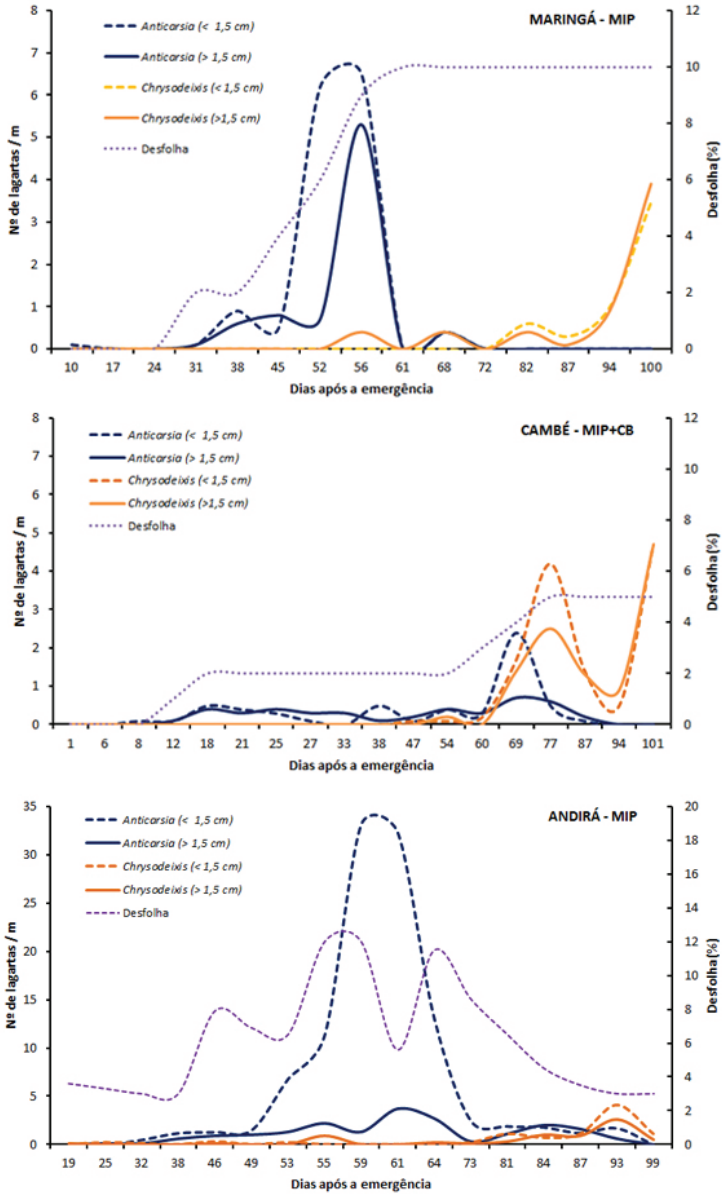 MARINGÁ - MIP
Anticarsia (< 1,5 cm)
Anticarsia (> 1,5 cm)
Chrysodeixis (< 1,5 cm)
Chrysodeixis (>1,5 cm)
Desfolha
Nº de lagartas / m
8
7
6
5
4
3
2
1
0
Desfolha (%)
12
10
8
6
4
2
0
10 17 24 31 38 45 52 56 61 68 72 82 87 94 100
Dias após a emergência
CAMBÉ - MIP+CB
Anticarsia (< 1,5 cm)
Anticarsia (> 1,5 cm)
Chrysodeixis (< 1,5 cm)
Chrysodeixis (>1,5 cm)
Desfolha
Nº de lagartas / m
8
7
6
5
4
3
2
1
0
Desfolha (%)
12
10
8
6
4
2
0
1 6 8 12 18 21 25 27 33 38 47 54 60 69 77 87 94 101
Dias após a emergência
ANDIRÁ - MIP
Anticarsia (< 1,5 cm)
Anticarsia (> 1,5 cm)
Chrysodeixis (< 1,5 cm)
Chrysodeixis (> 1,5 cm)
Desfolha
Nº de lagartas / m
35
30
25
20
15
10
5
0
Desfolha (%)
20
18
16
14
12
10
8
6
4
2
0
19 25 32 38 46 49 53 55 59 61 64 73 81 84 87 93 99
Dias após a emergência